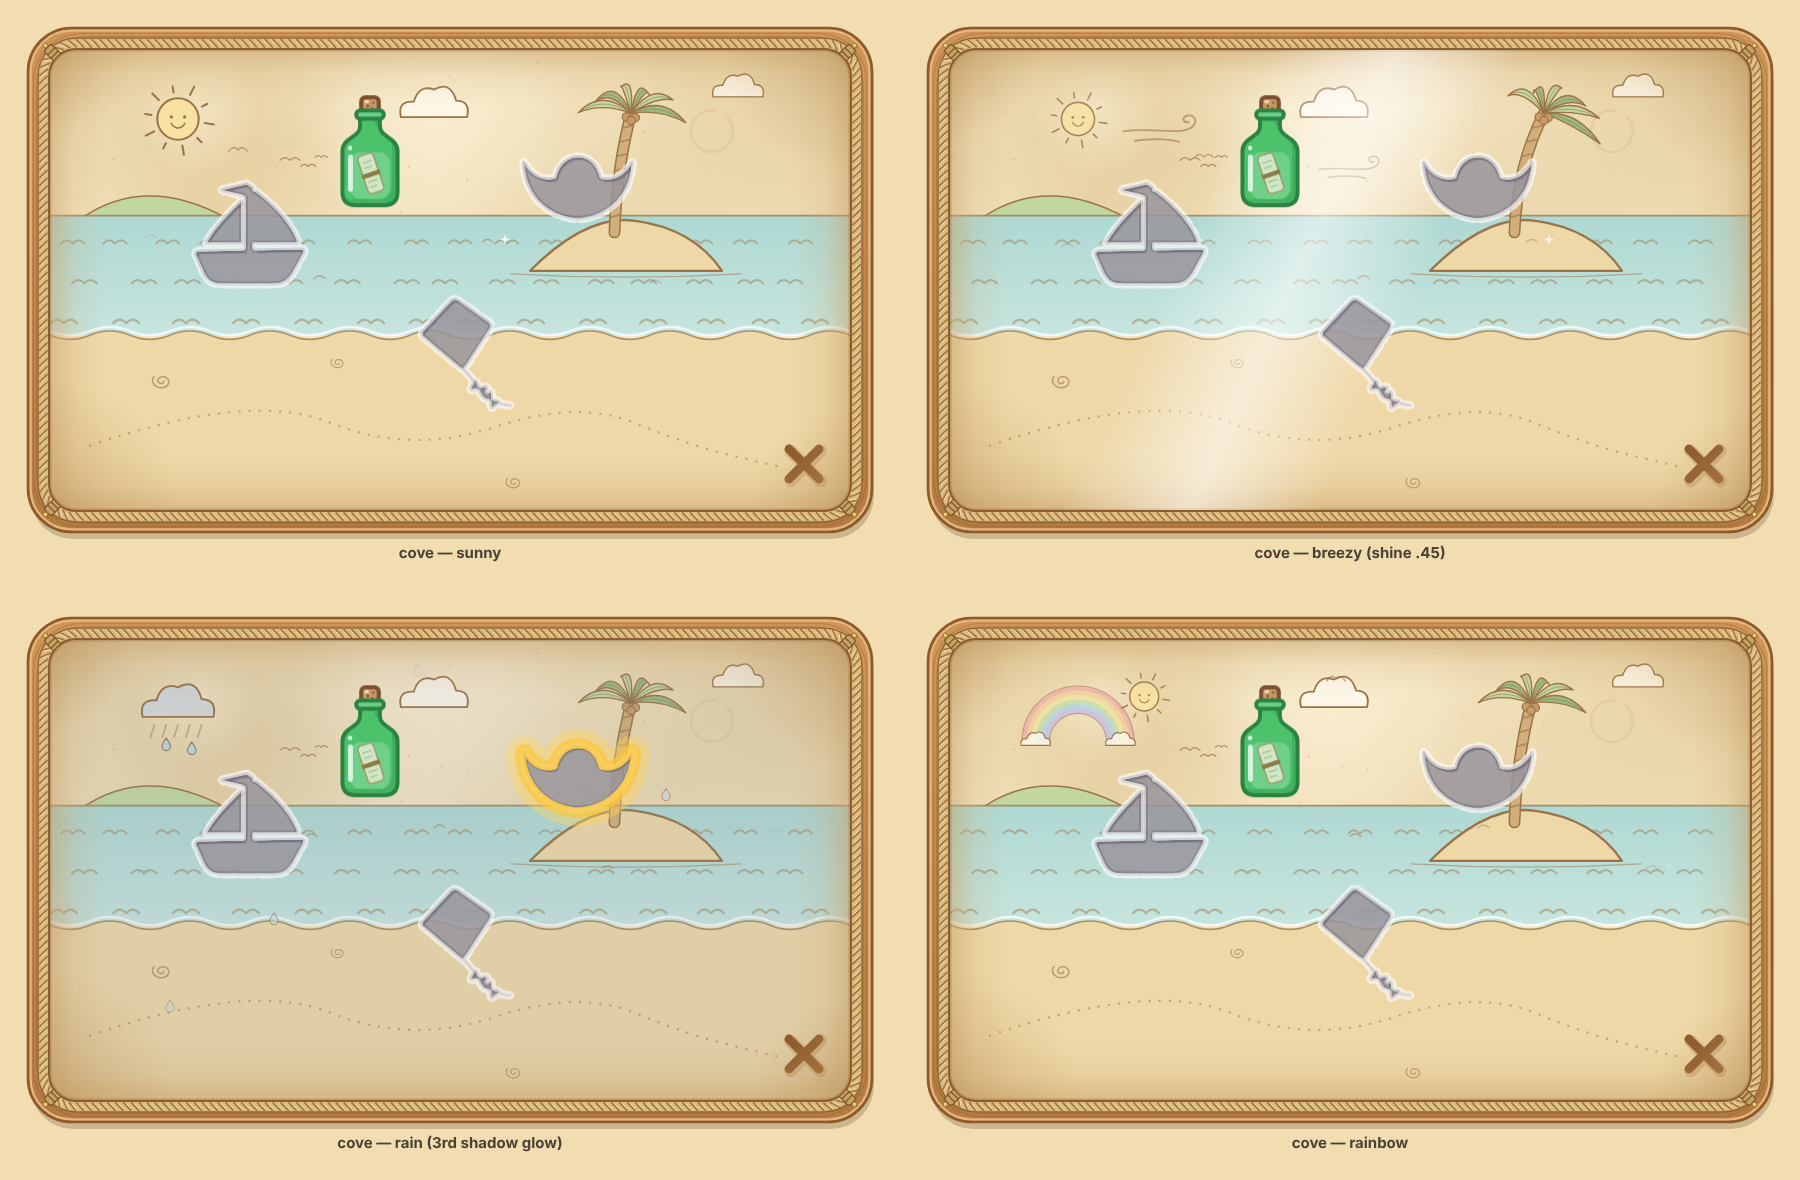 cove — sunny
cove — breezy (shine .45)
cove — rain (3rd shadow glow)
cove — rainbow